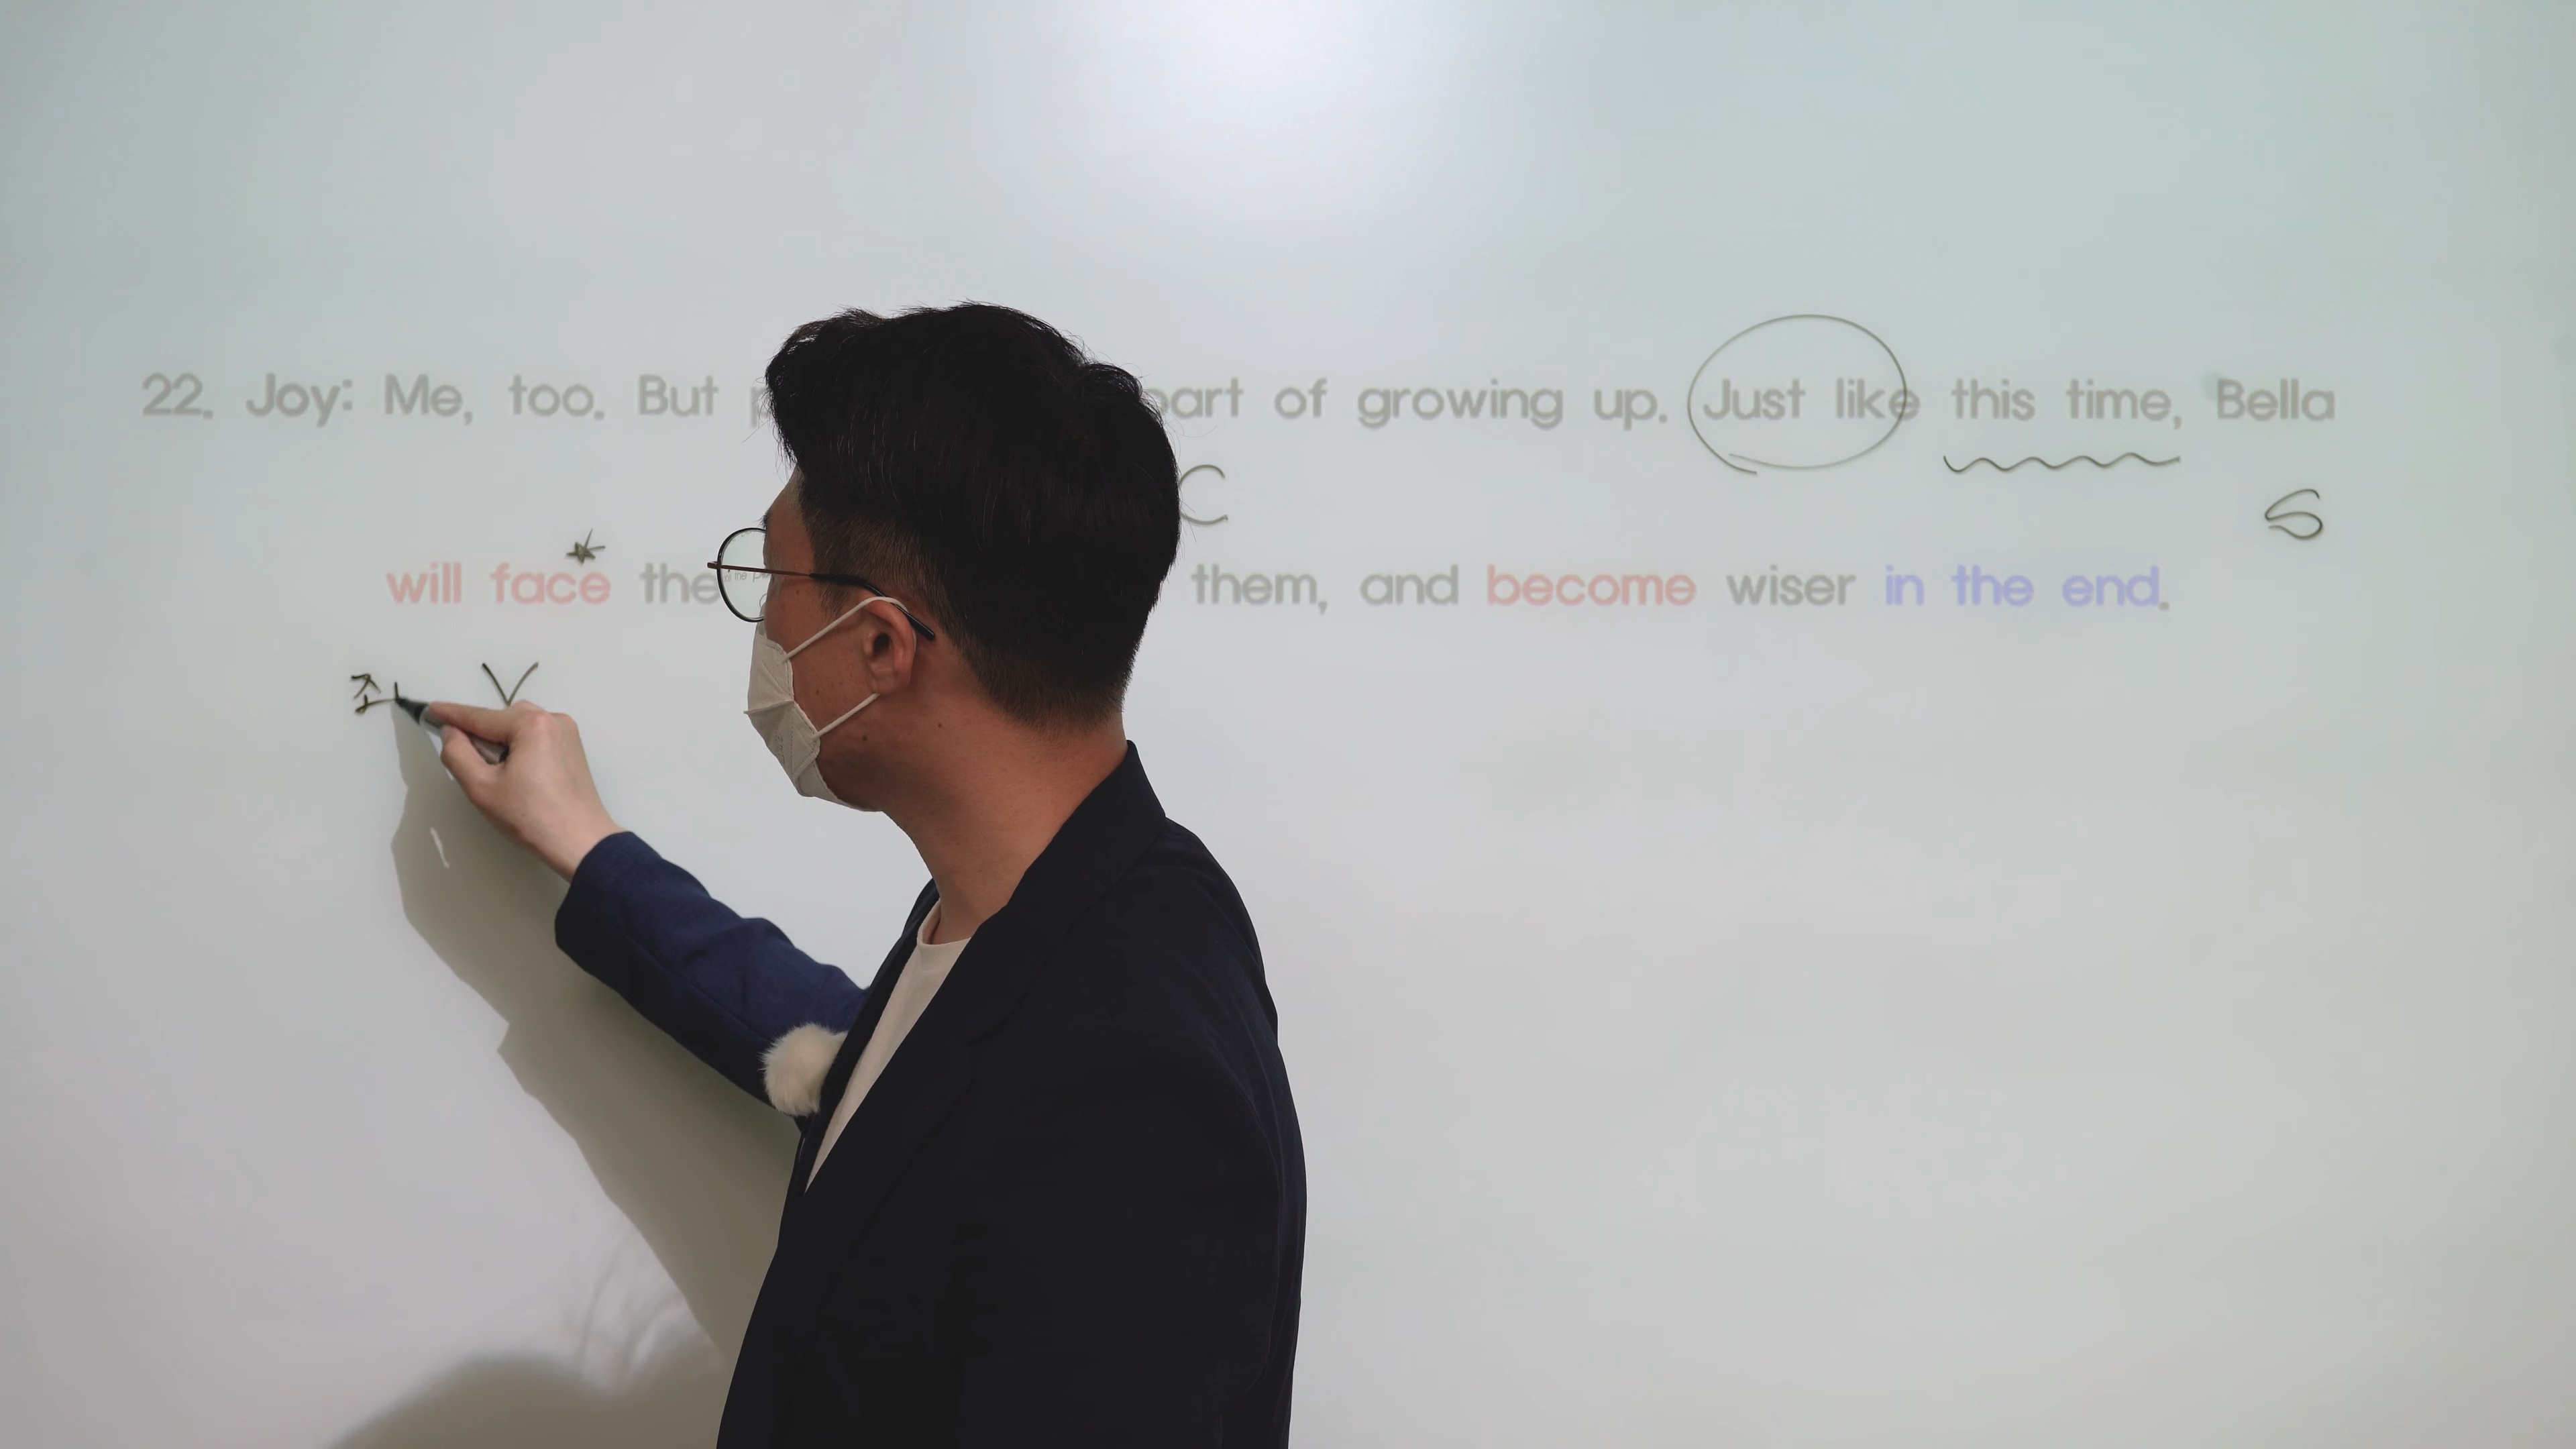 22. Joy: Me, too. But part of growing up. Just like this time, Bella
C
S
will face the them, and become wiser in the end.
조 V